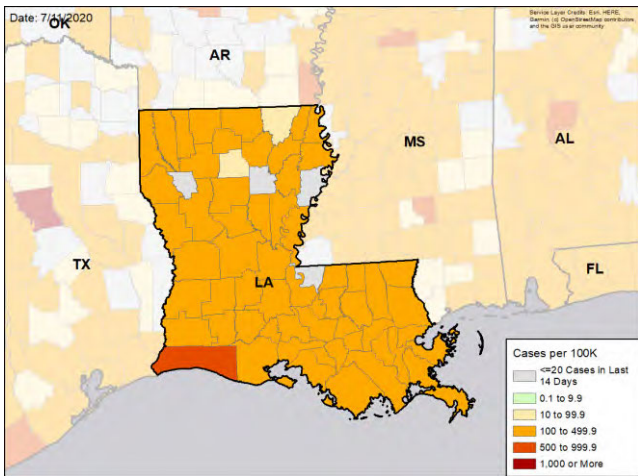 Date: 7/11/2020
Service Layer Credits: Esri, HERE,
Garmin, (c) OpenStreetMap contributors,
and the GIS user community
OK
AR
MS
AL
TX
LA
FL
Cases per 100K
<=20 Cases in Last
14 Days
0.1 to 9.9
10 to 99.9
100 to 499.9
500 to 999.9
1,000 or More